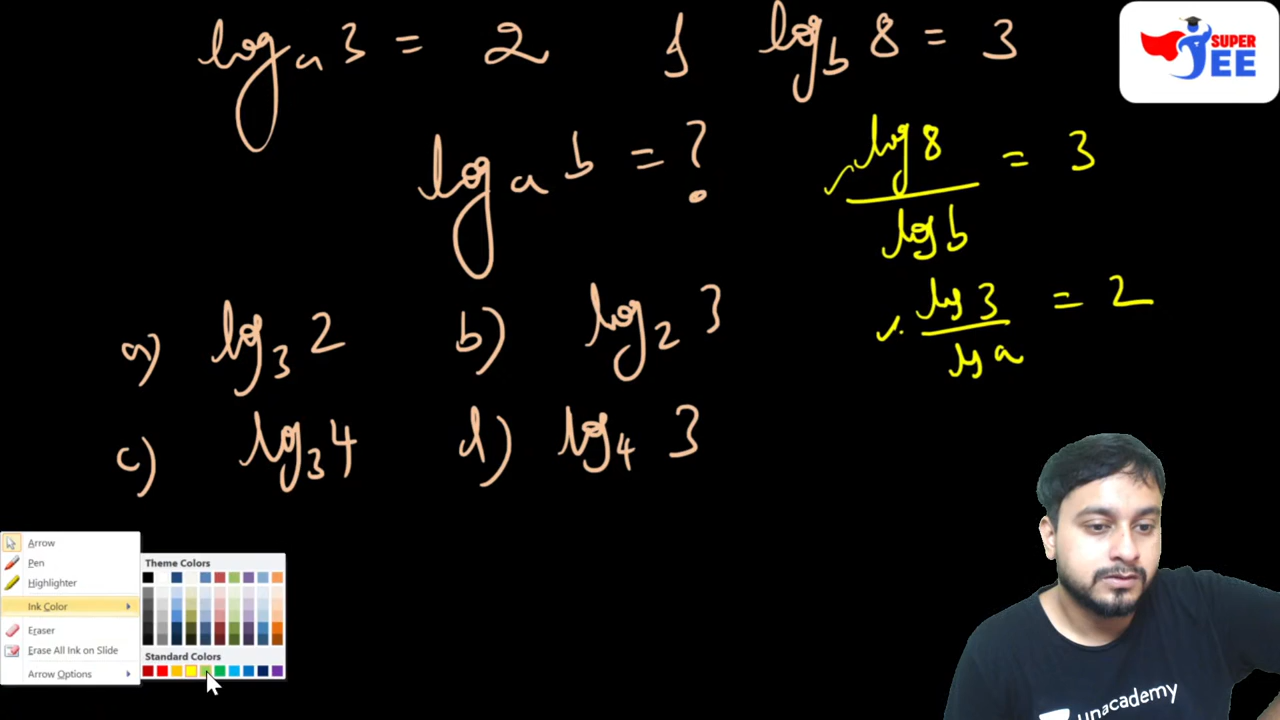 log_a 3 = 2 & log_b 8 = 3
SUPER
JEE
log_a b = ?
log 8 / log b = 3
log 3 / log a = 2
a) log_3 2 b) log_2 3
c) log_3 4 d) log_4 3
Arrow
Pen
Highlighter
Ink Color
Eraser
Erase All Ink on Slide
Arrow Options
Theme Colors
Standard Colors
unacademy